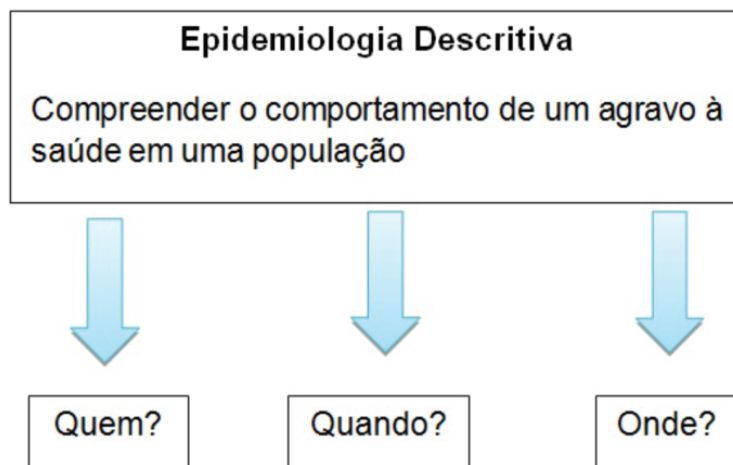 Epidemiologia Descritiva
Compreender o comportamento de um agravo à
saúde em uma população
Quem?
Quando?
Onde?